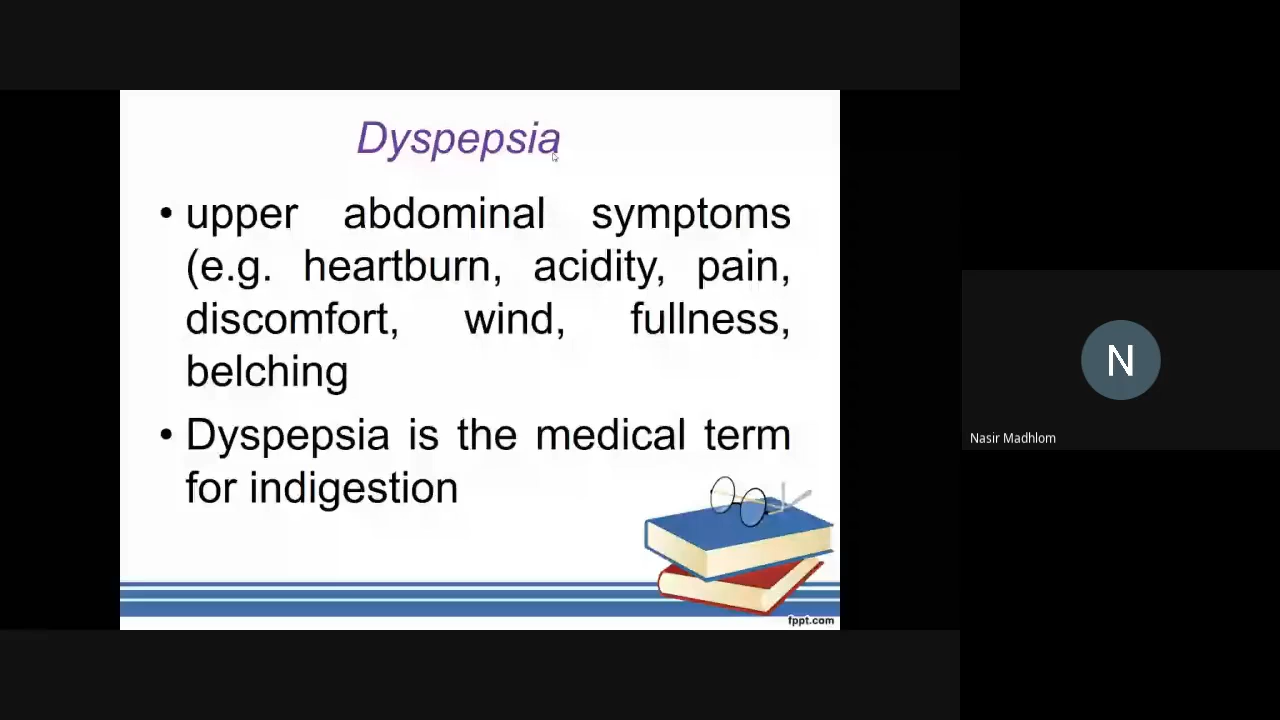 Dyspepsia
• upper abdominal symptoms
(e.g. heartburn, acidity, pain,
discomfort, wind, fullness,
belching
• Dyspepsia is the medical term
for indigestion
fppt.com
N
Nasir Madhlom